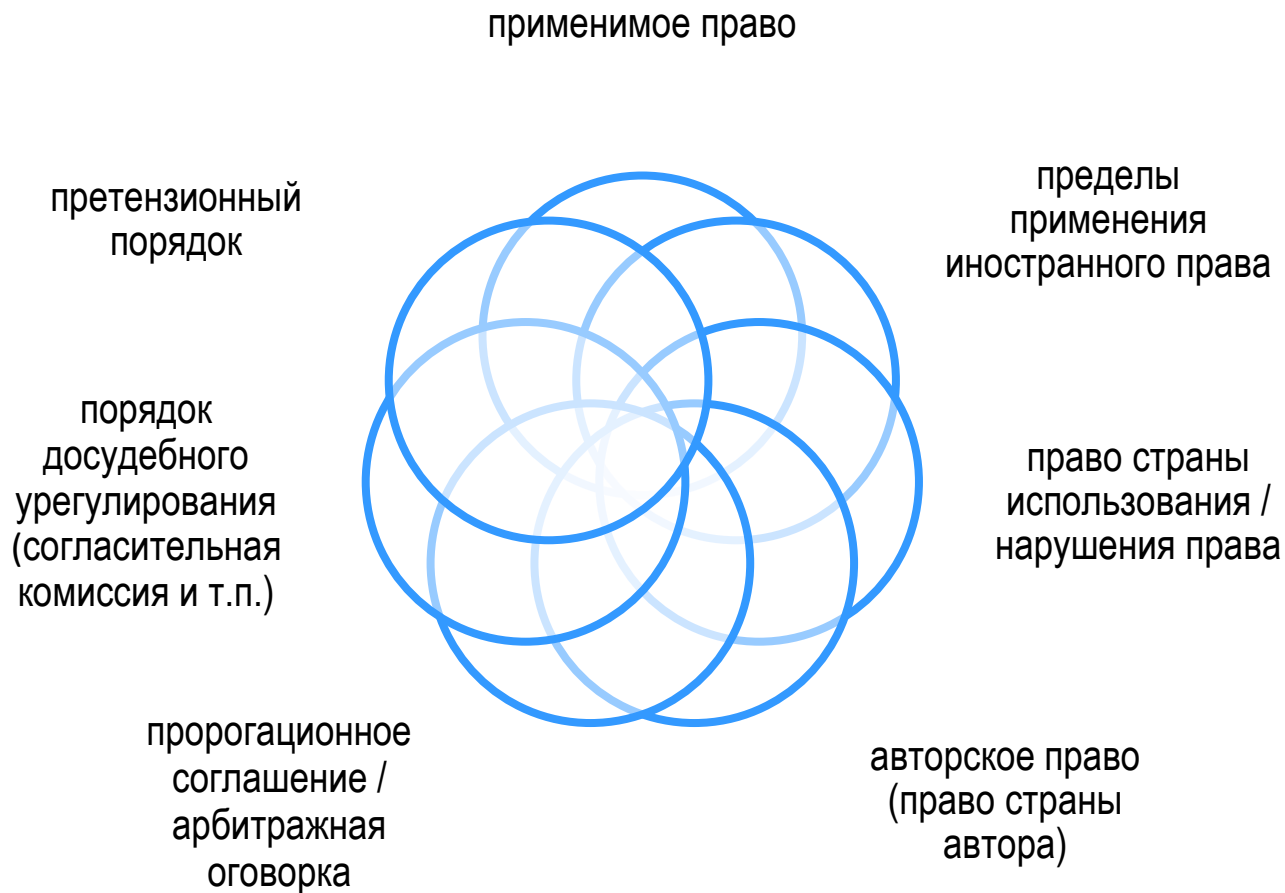 применимое право
претензионный
порядок
пределы
применения
иностранного права
порядок
досудебного
урегулирования
(согласительная
комиссия и т.п.)
право страны
использования /
нарушения права
пророгационное
соглашение /
арбитражная
оговорка
авторское право
(право страны
автора)